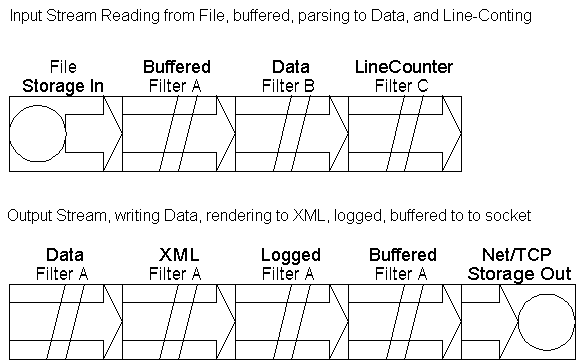 Input Stream Reading from File, buffered, parsing to Data, and Line-Conting
File Buffered Data LineCounter
Storage In Filter A Filter B Filter C
Output Stream, writing Data, rendering to XML, logged, buffered to to socket
Data XML Logged Buffered Net/TCP
Filter A Filter A Filter A Filter A Storage Out